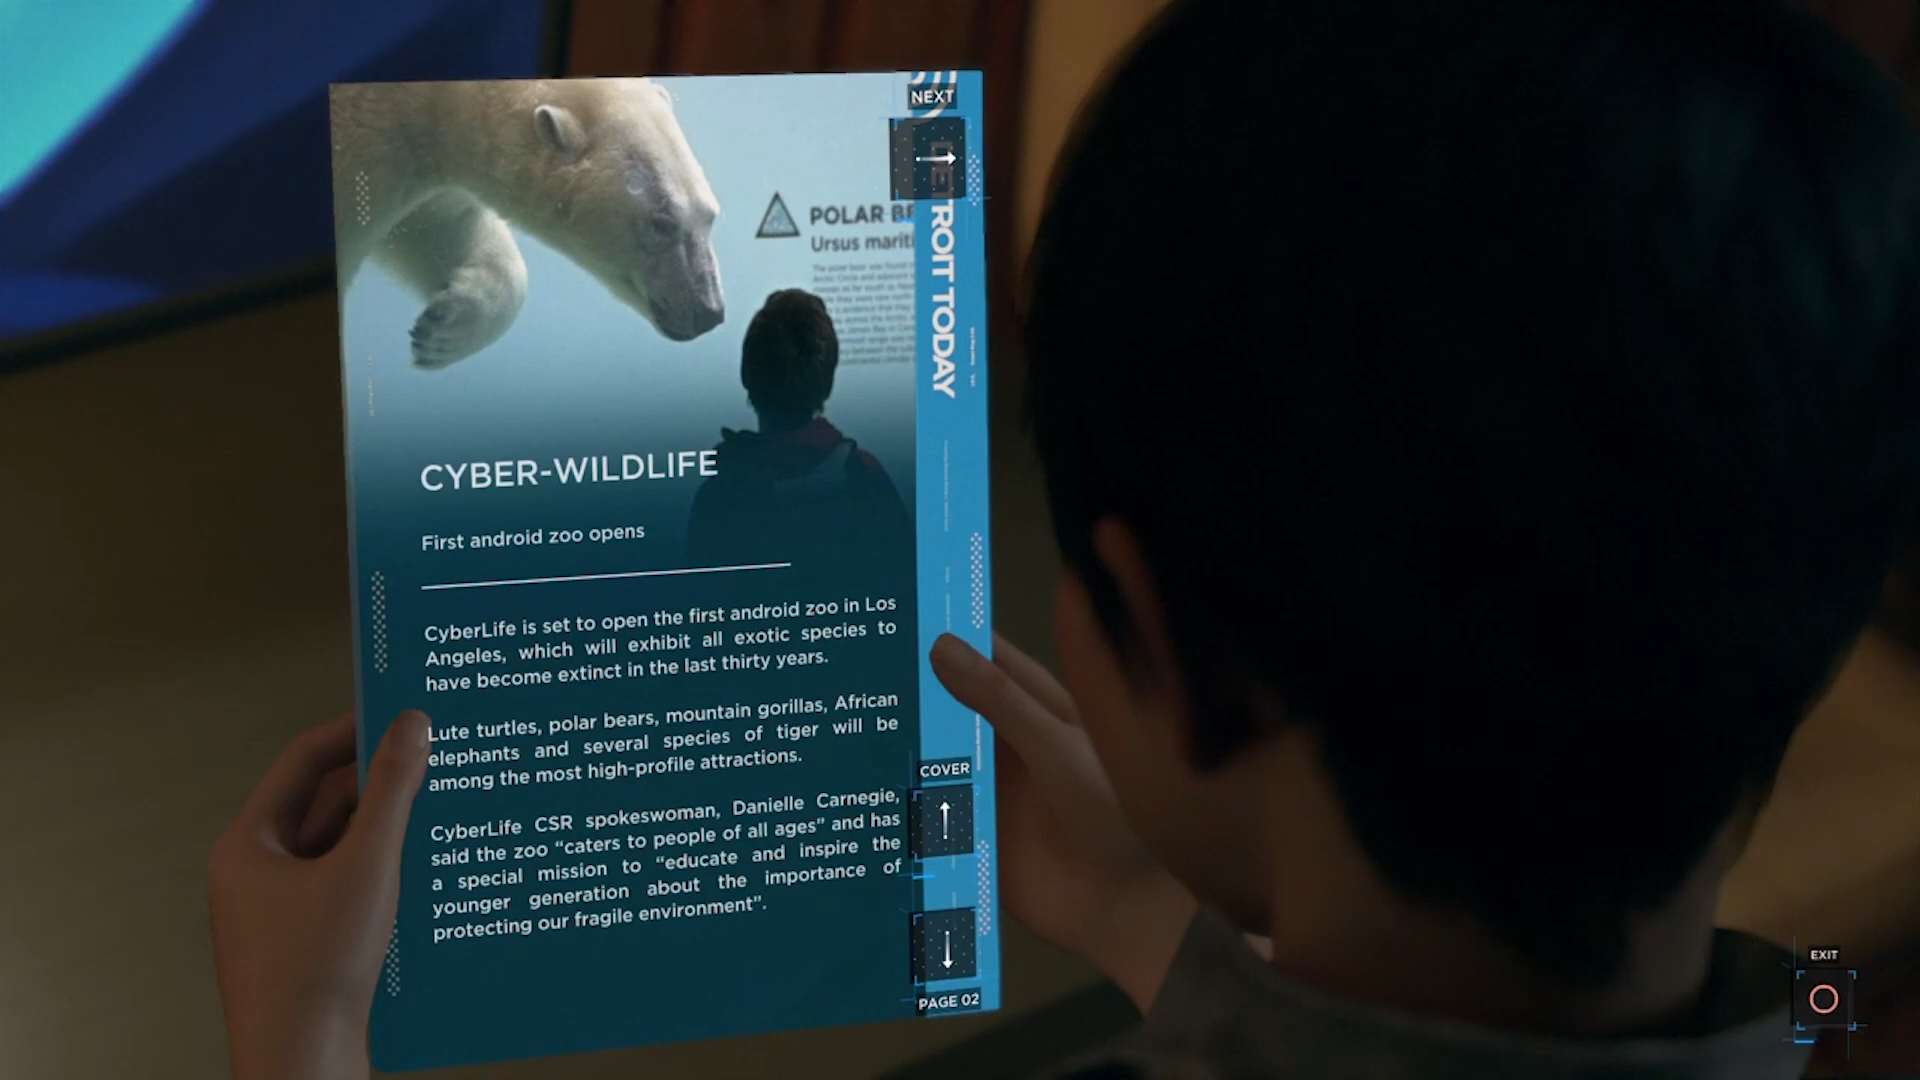 NEXT
POLAR
Ursus
DETROIT TODAY
CYBER-WILDLIFE
First android zoo opens
CyberLife is set to open the first android zoo in Los
Angeles, which will exhibit all exotic species to
have become extinct in the last thirty years.
Lute turtles, polar bears, mountain gorillas, African
elephants and several species of tiger will be
among the most high-profile attractions.
CyberLife CSR spokeswoman, Danielle Carnegie,
said the zoo “caters to people of all ages” and has
a special mission to “educate and inspire the
younger generation about the importance of
protecting our fragile environment”.
COVER
PAGE 02
EXIT